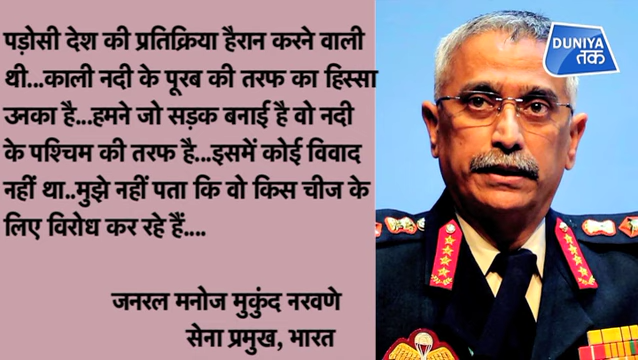 पड़ोसी देश की प्रतिक्रिया हैरान करने वाली
थी...काली नदी के पूरब की तरफ का हिस्सा
उनका है...हमने जो सड़क बनाई है वो नदी
के पश्चिम की तरफ है...इसमें कोई विवाद
नहीं था..मुझे नहीं पता कि वो किस चीज के
लिए विरोध कर रहे हैं....
जनरल मनोज मुकुंद नरवणे
सेना प्रमुख, भारत
DUNIYA
तक